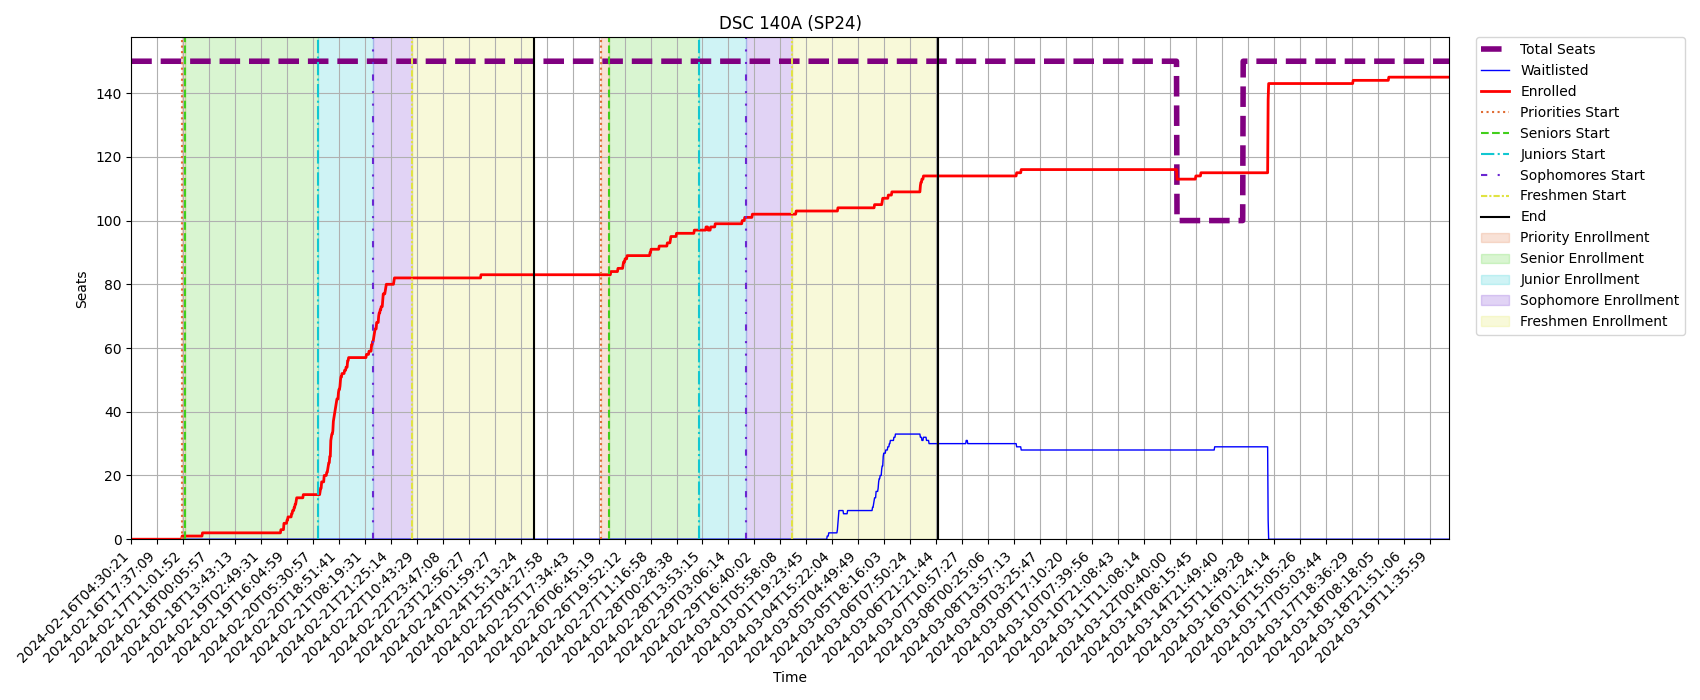 DSC 140A (SP24)
Seats
140
120
100
80
60
40
20
0
2024-02-16T04:30:21
2024-02-16T17:37:09
2024-02-17T11:01:52
2024-02-18T00:05:57
2024-02-18T13:43:13
2024-02-19T02:49:31
2024-02-19T16:04:59
2024-02-20T05:30:57
2024-02-20T18:51:41
2024-02-21T08:19:31
2024-02-21T21:25:14
2024-02-22T10:43:29
2024-02-22T23:47:08
2024-02-23T12:56:27
2024-02-24T01:59:27
2024-02-24T15:13:24
2024-02-25T04:27:58
2024-02-25T17:34:43
2024-02-26T06:45:19
2024-02-26T19:52:12
2024-02-27T11:16:58
2024-02-28T00:28:38
2024-02-28T13:53:15
2024-02-29T03:06:14
2024-02-29T16:40:02
2024-03-01T05:58:08
2024-03-01T19:23:45
2024-03-04T15:22:04
2024-03-05T04:49:49
2024-03-05T18:16:03
2024-03-06T07:50:24
2024-03-06T21:21:44
2024-03-07T10:57:27
2024-03-08T00:25:06
2024-03-08T13:57:13
2024-03-09T03:25:47
2024-03-09T17:10:20
2024-03-10T07:39:56
2024-03-10T21:08:43
2024-03-11T11:08:14
2024-03-12T00:40:00
2024-03-14T08:15:45
2024-03-14T21:49:40
2024-03-15T11:49:28
2024-03-16T01:24:14
2024-03-16T15:05:26
2024-03-17T05:03:44
2024-03-17T18:36:29
2024-03-18T08:18:05
2024-03-18T21:51:06
2024-03-19T11:35:59
Time
Total Seats
Waitlisted
Enrolled
Priorities Start
Seniors Start
Juniors Start
Sophomores Start
Freshmen Start
End
Priority Enrollment
Senior Enrollment
Junior Enrollment
Sophomore Enrollment
Freshmen Enrollment